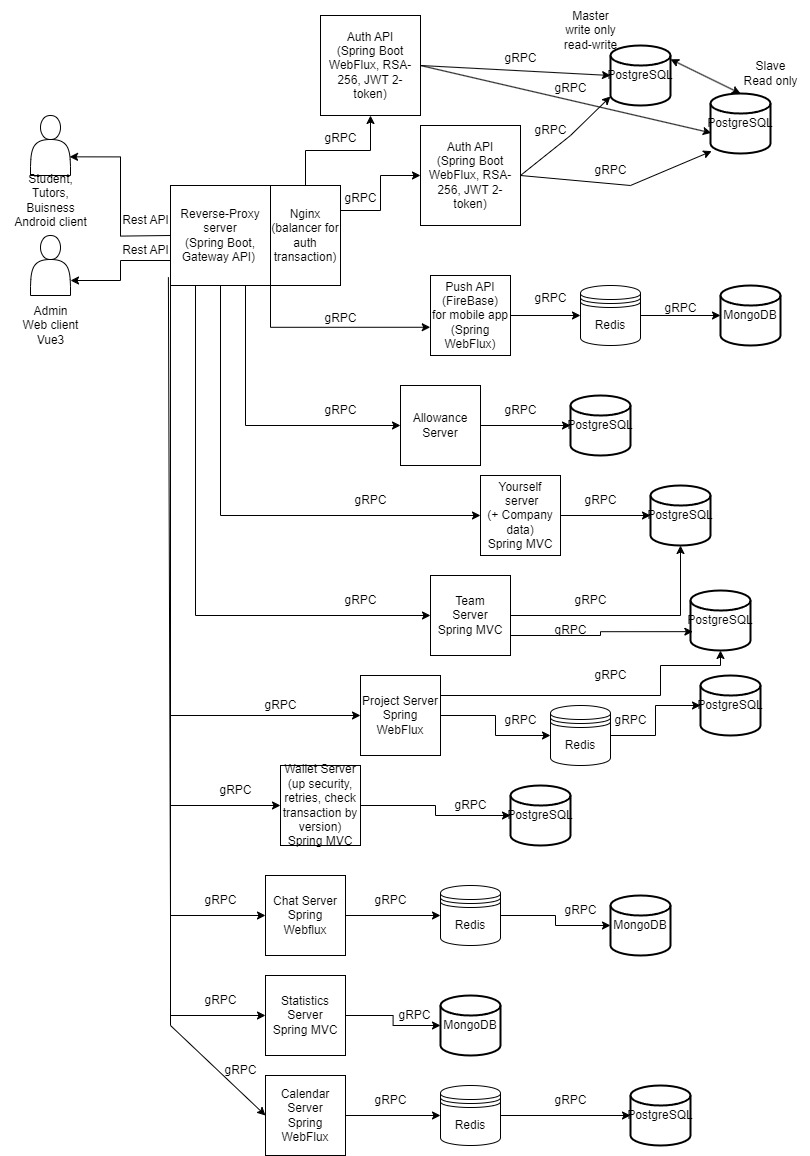 Auth API
(Spring Boot
WebFlux, RSA-
256, JWT 2-
token)
gRPC
gRPC
Master
write only
read-write
PostgreSQL
Slave
Read only
PostgreSQL
gRPC
Auth API
(Spring Boot
WebFlux, RSA-
256, JWT 2-
token)
gRPC
gRPC
gRPC
Student,
Tutors,
Buisness
Android client
Rest API
Rest API
Reverse-Proxy
server
(Spring Boot,
Gateway API)
Nginx
(balancer for
auth
transaction)
Admin
Web client
Vue3
gRPC
Push API
(FireBase)
for mobile app
(Spring
WebFlux)
gRPC
Redis
gRPC
MongoDB
gRPC
Allowance
Server
gRPC
PostgreSQL
gRPC
Yourself
server
(+ Company
data)
Spring MVC
gRPC
PostgreSQL
gRPC
Team
Server
Spring MVC
gRPC
gRPC
PostgreSQL
gRPC
Project Server
Spring
WebFlux
gRPC
gRPC
Redis
gRPC
PostgreSQL
gRPC
Wallet Server
(up security,
retries, check
transaction by
version)
Spring MVC
gRPC
PostgreSQL
gRPC
Chat Server
Spring
Webflux
gRPC
Redis
gRPC
MongoDB
gRPC
Statistics
Server
Spring MVC
gRPC
MongoDB
gRPC
Calendar
Server
Spring
WebFlux
gRPC
Redis
gRPC
PostgreSQL